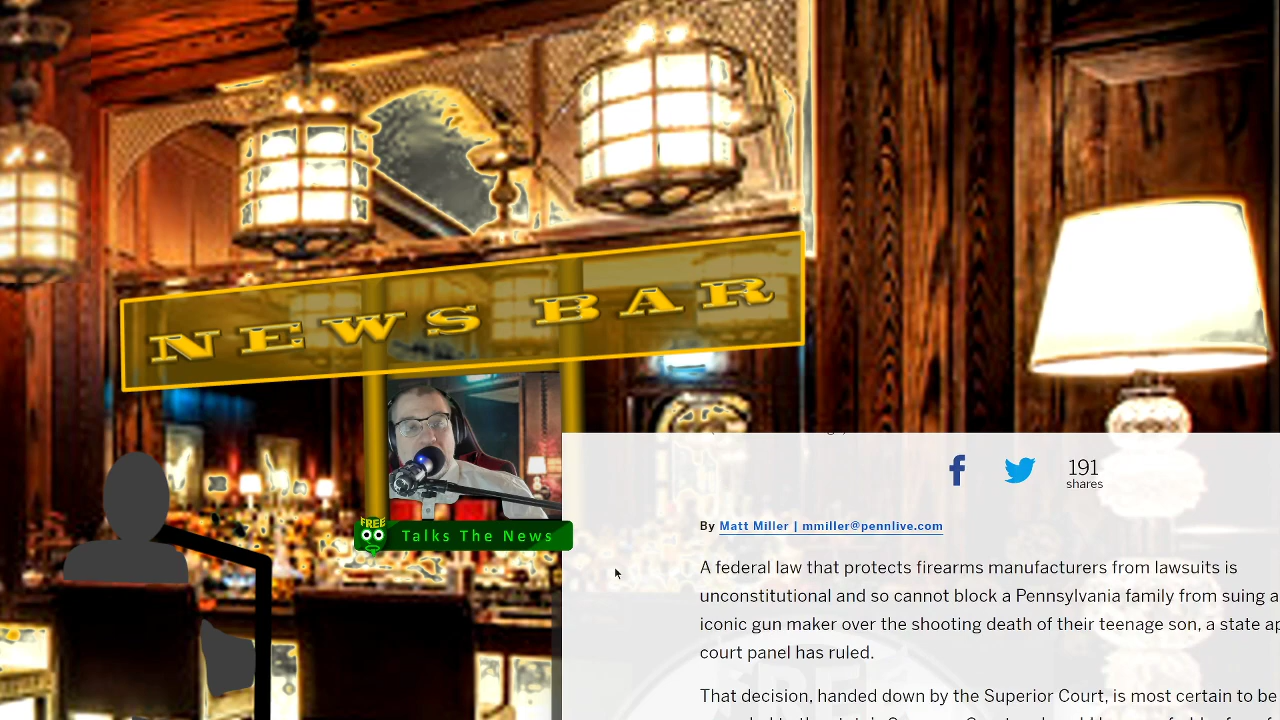 NEWS BAR
FREE
Talks The News
191
shares
By Matt Miller | mmiller@pennlive.com
A federal law that protects firearms manufacturers from lawsuits is
unconstitutional and so cannot block a Pennsylvania family from suing a
iconic gun maker over the shooting death of their teenage son, a state ap
court panel has ruled.
That decision, handed down by the Superior Court, is most certain to be